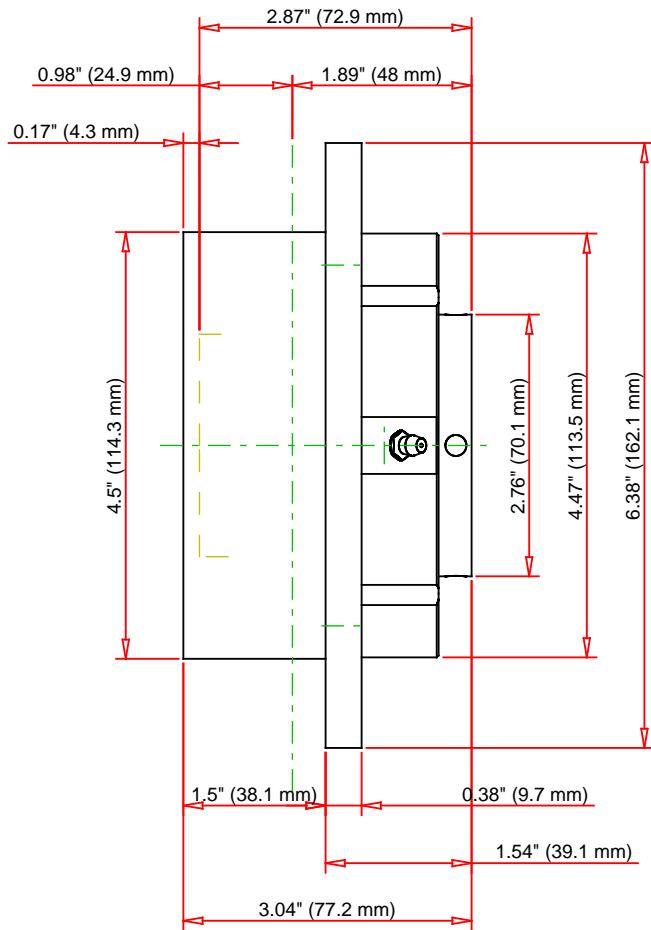 2.87" (72.9 mm)
0.98" (24.9 mm)
1.89" (48 mm)
0.17" (4.3 mm)
4.5" (114.3 mm)
2.76" (70.1 mm)
4.47" (113.5 mm)
6.38" (162.1 mm)
1.5" (38.1 mm)
0.38" (9.7 mm)
1.54" (39.1 mm)
3.04" (77.2 mm)